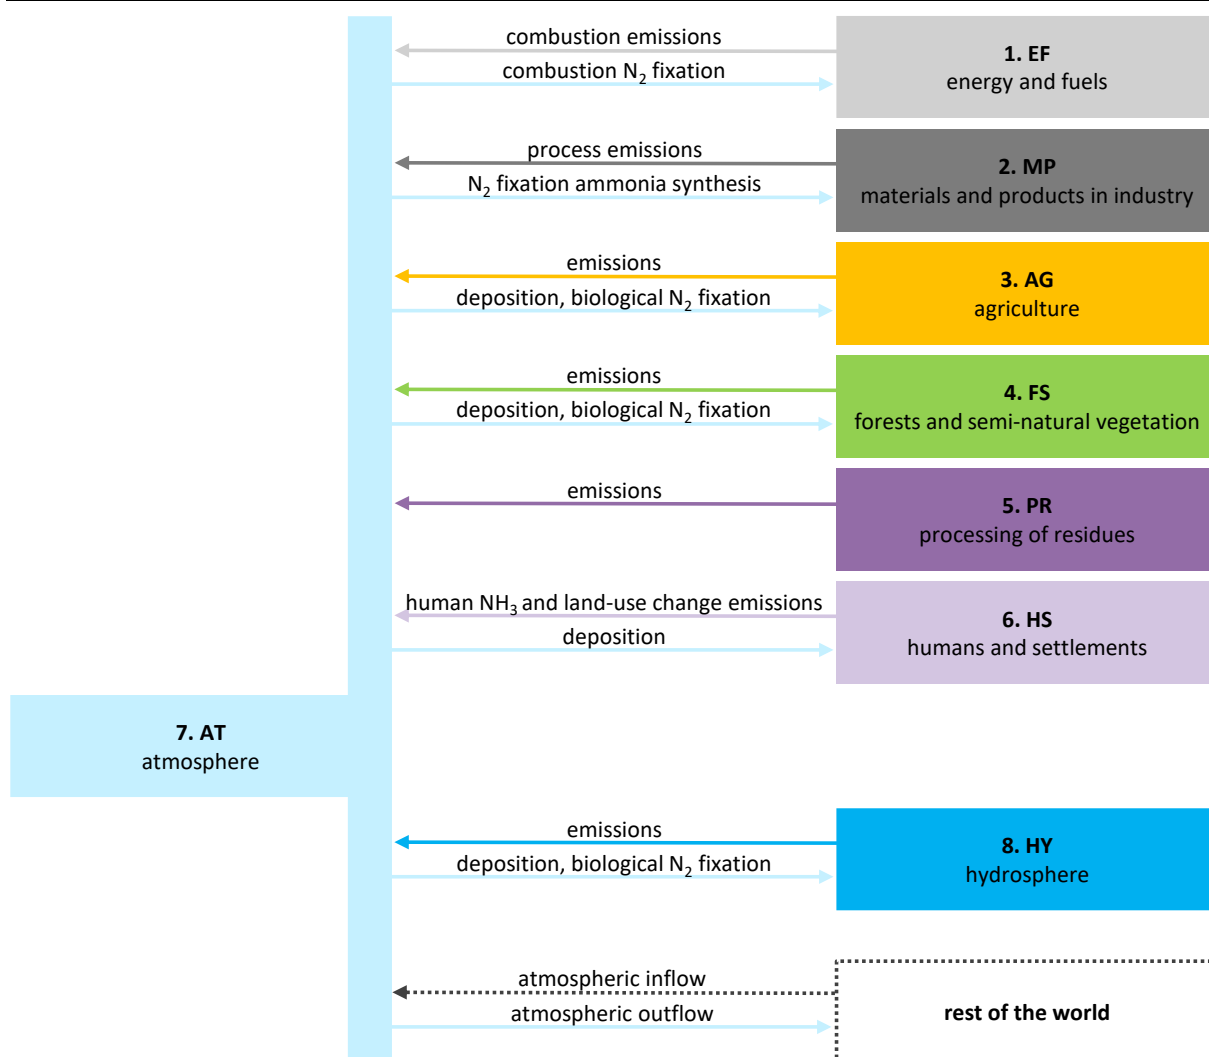 combustion emissions
combustion N₂ fixation
1. EF
energy and fuels
process emissions
N₂ fixation ammonia synthesis
2. MP
materials and products in industry
emissions
deposition, biological N₂ fixation
3. AG
agriculture
emissions
deposition, biological N₂ fixation
4. FS
forests and semi-natural vegetation
emissions
5. PR
processing of residues
human NH₃ and land-use change emissions
deposition
6. HS
humans and settlements
7. AT
atmosphere
emissions
deposition, biological N₂ fixation
8. HY
hydrosphere
atmospheric inflow
atmospheric outflow
rest of the world